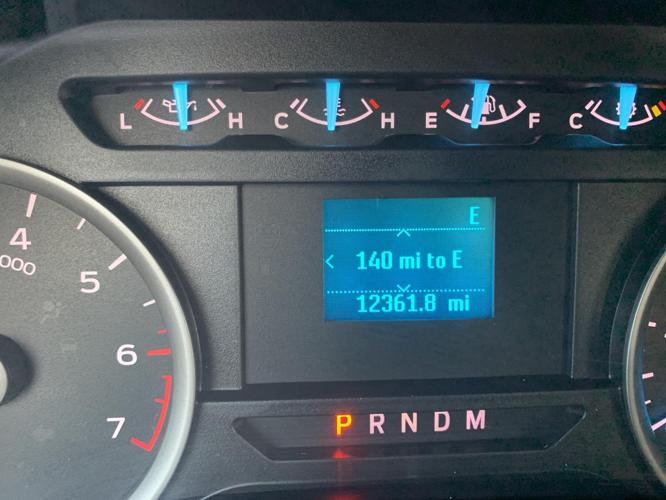 L H C H E F C
E
140 mi to E
12361.8 mi
4
000
5
6
7
P R N D M